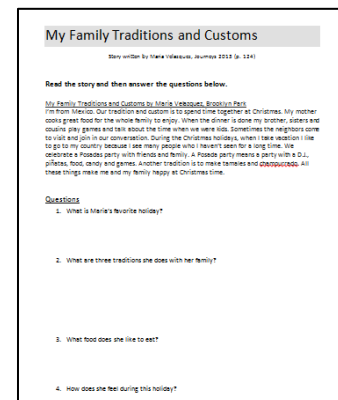 My Family Traditions and Customs
Story written by Maria Velazquez, Journeys 2013 (p. 124)
Read the story and then answer the questions below.
My Family Traditions and Customs by Maria Velazquez, Brooklyn Park
I'm from Mexico. Our tradition and custom is to spend time together at Christmas. My mother
cooks great food for the whole family to enjoy. When the dinner is done my brother, sisters and
cousins play games and talk about the time when we were kids. Sometimes the neighbors come
to visit and join in our conversation. During the Christmas holidays, when I take vacation I like
to go to my country because I see many people who I haven't seen for a long time. We
celebrate a Posadas party with friends and family. A Posada party means a party with a DJ,
piñatas, food, candy and games. Another tradition is to make tamales and champurrado. All
these things make me and my family happy at Christmas time.
Questions
1. What is Maria's favorite holiday?
2. What are three traditions she does with her family?
3. What food does she like to eat?
4. How does she feel during this holiday?